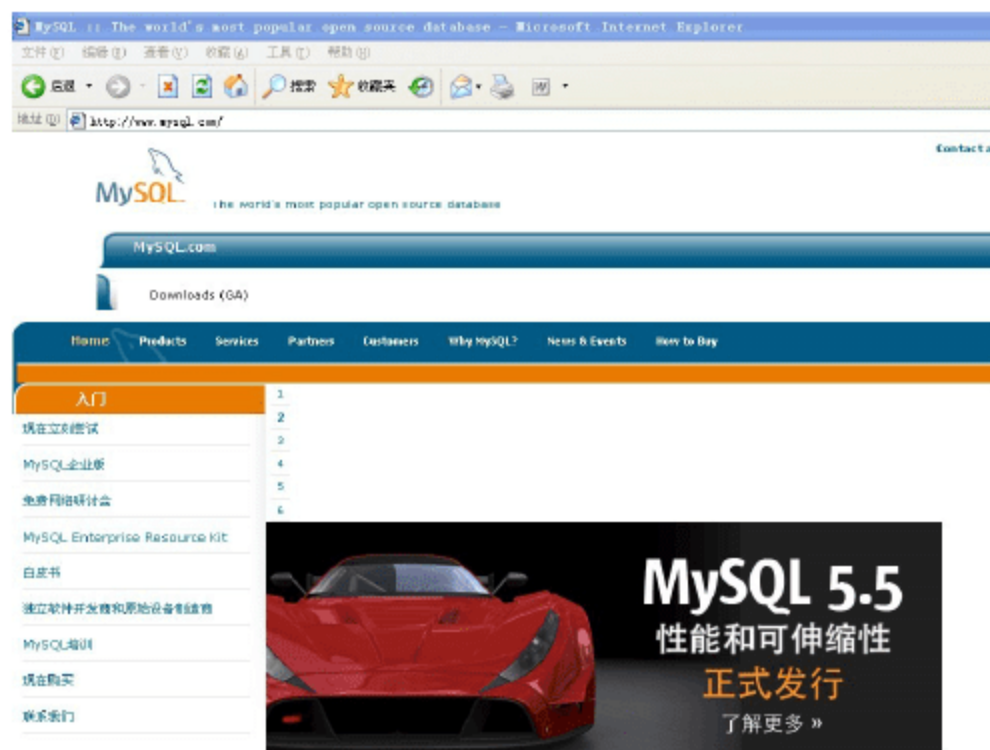 MySQL :: The world's most popular open source database - Microsoft Internet Explorer
文件(F) 编辑(E) 查看(V) 收藏(A) 工具(T) 帮助(H)
后退 搜索 收藏夹
地址(D) http://www.mysql.com/
Contact
MySQL The world's most popular open source database
MySQL.com
Downloads (GA)
Home Products Services Partners Customers Why MySQL? News & Events How to Buy
入门
现在立刻尝试
MySQL企业版
免费网络研讨会
MySQL Enterprise Resource Kit
白皮书
独立软件开发商和原始设备制造商
MySQL培训
现在购买
联系我们
1
2
3
4
5
6
MySQL 5.5
性能和可伸缩性
正式发行
了解更多 »